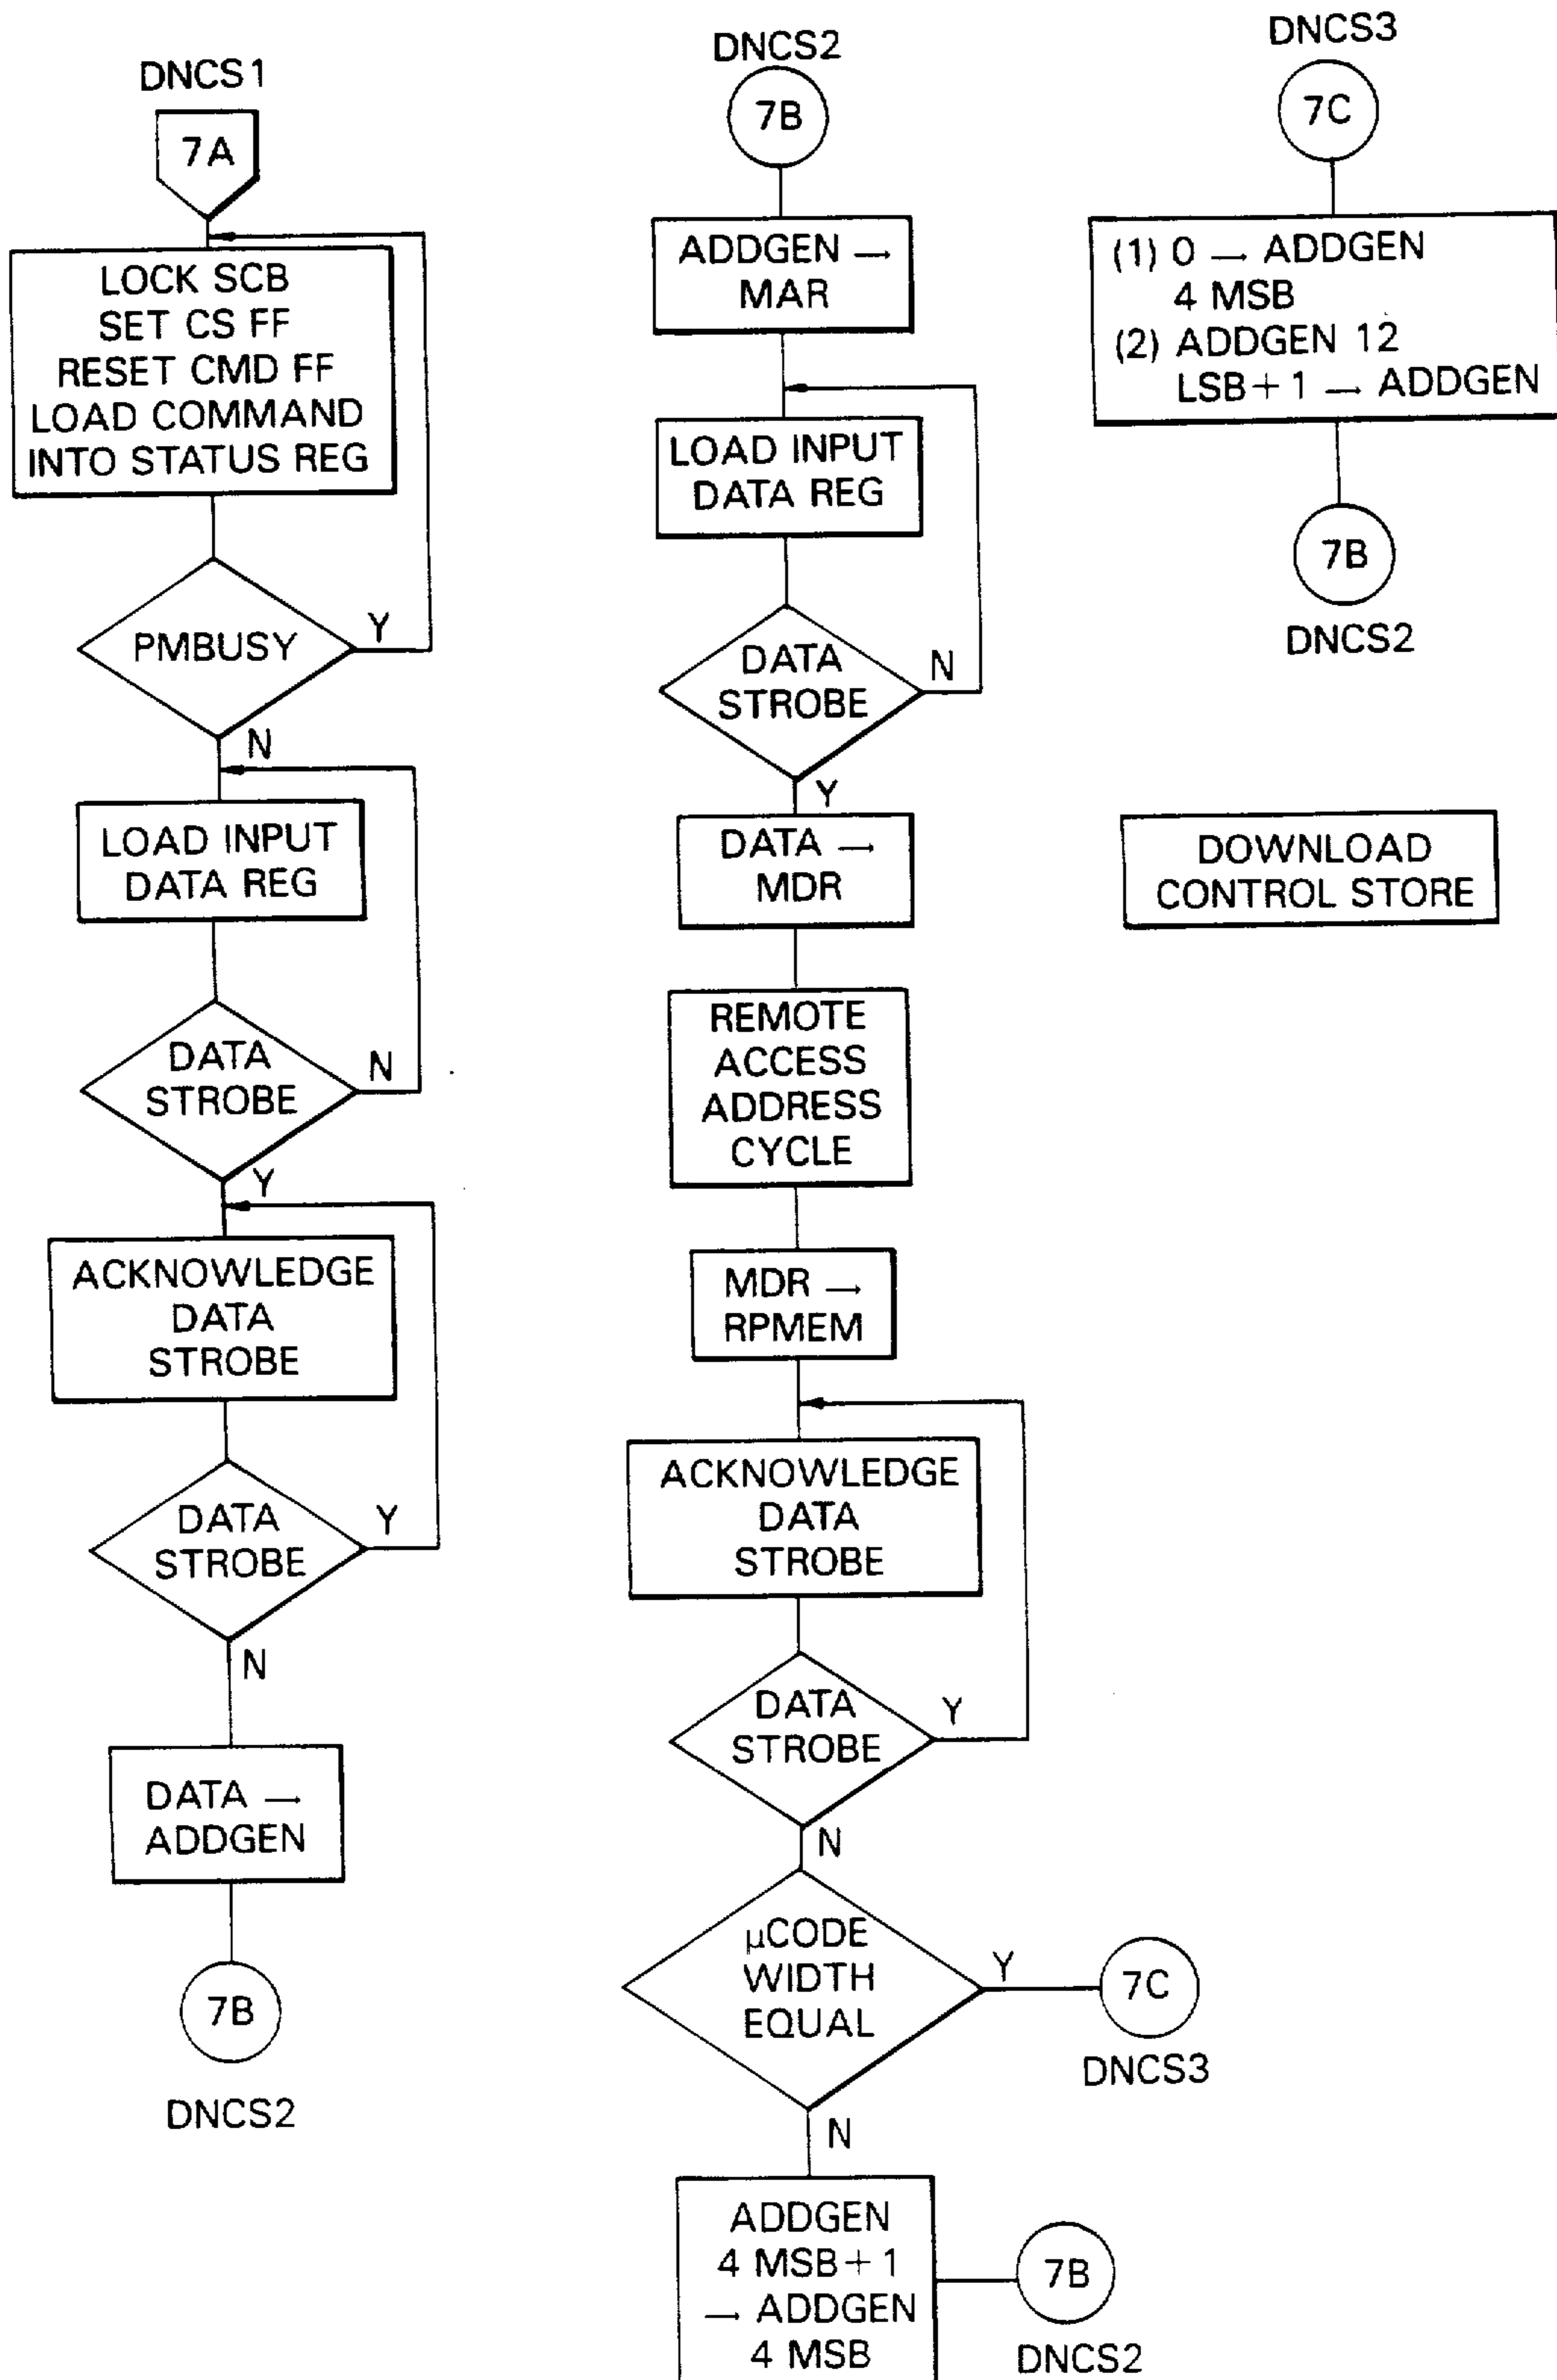 DNCS1
7A
LOCK SCB
SET CS FF
RESET CMD FF
LOAD COMMAND
INTO STATUS REG
PMBUSY
Y
N
LOAD INPUT
DATA REG
DATA
STROBE
N
Y
ACKNOWLEDGE
DATA
STROBE
DATA
STROBE
Y
N
DATA →
ADDGEN
7B
DNCS2
DNCS2
7B
ADDGEN →
MAR
LOAD INPUT
DATA REG
DATA
STROBE
N
Y
DATA →
MDR
REMOTE
ACCESS
ADDRESS
CYCLE
MDR →
RPMEM
ACKNOWLEDGE
DATA
STROBE
DATA
STROBE
Y
N
µCODE
WIDTH
EQUAL
Y
7C
DNCS3
N
ADDGEN
4 MSB+1
→ ADDGEN
4 MSB
7B
DNCS2
DNCS3
7C
(1) 0 → ADDGEN
4 MSB
(2) ADDGEN 12
LSB+1 → ADDGEN
7B
DNCS2
DOWNLOAD
CONTROL STORE